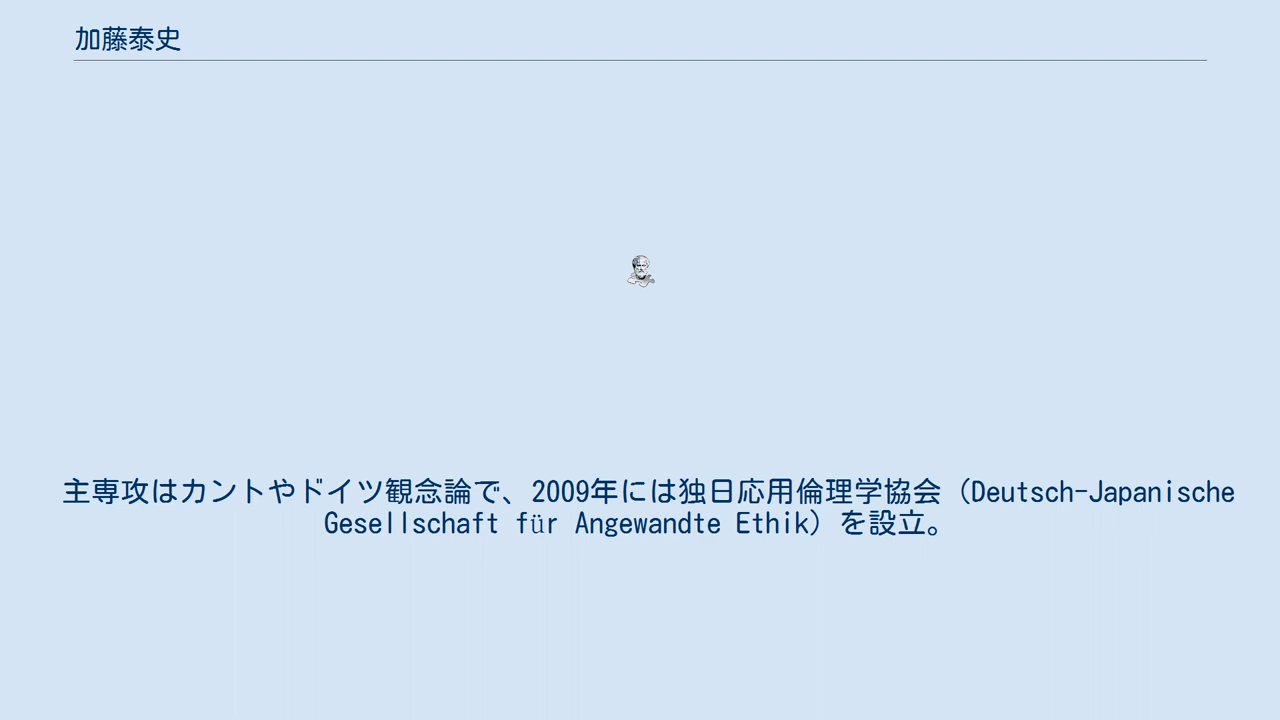 加藤泰史
主専攻はカントやドイツ観念論で、2009年には独日応用倫理学協会（Deutsch-Japanische
Gesellschaft für Angewandte Ethik）を設立。